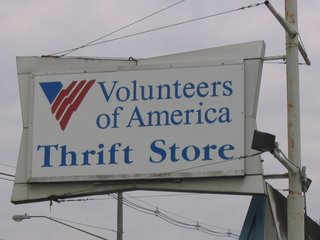 Volunteers
of America
Thrift Store